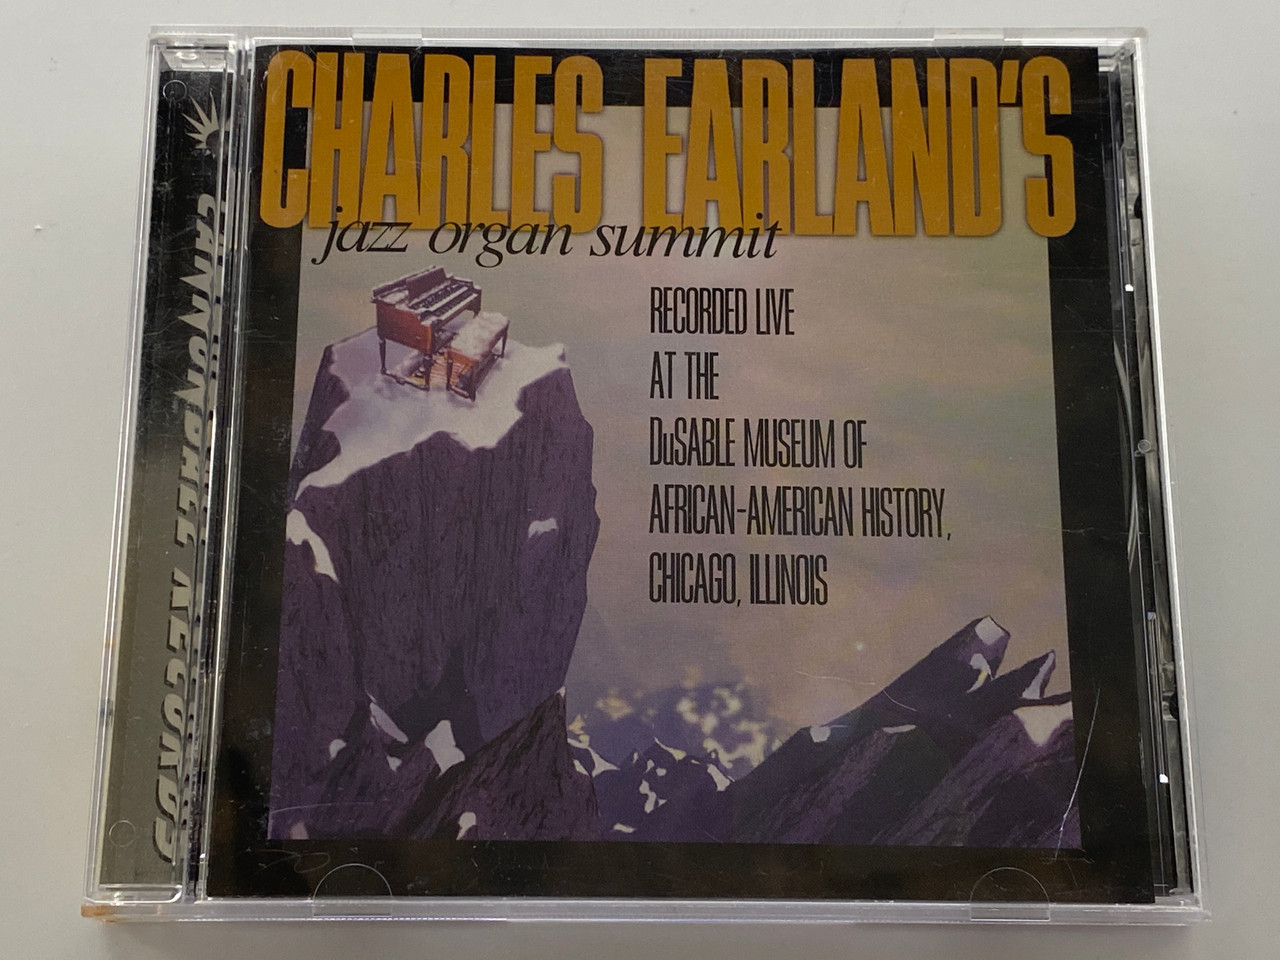 CHARLES EARLAND'S
jazz organ summit
RECORDED LIVE
AT THE
DuSABLE MUSEUM OF
AFRICAN-AMERICAN HISTORY,
CHICAGO, ILLINOIS
CANNONBALL RECORDS